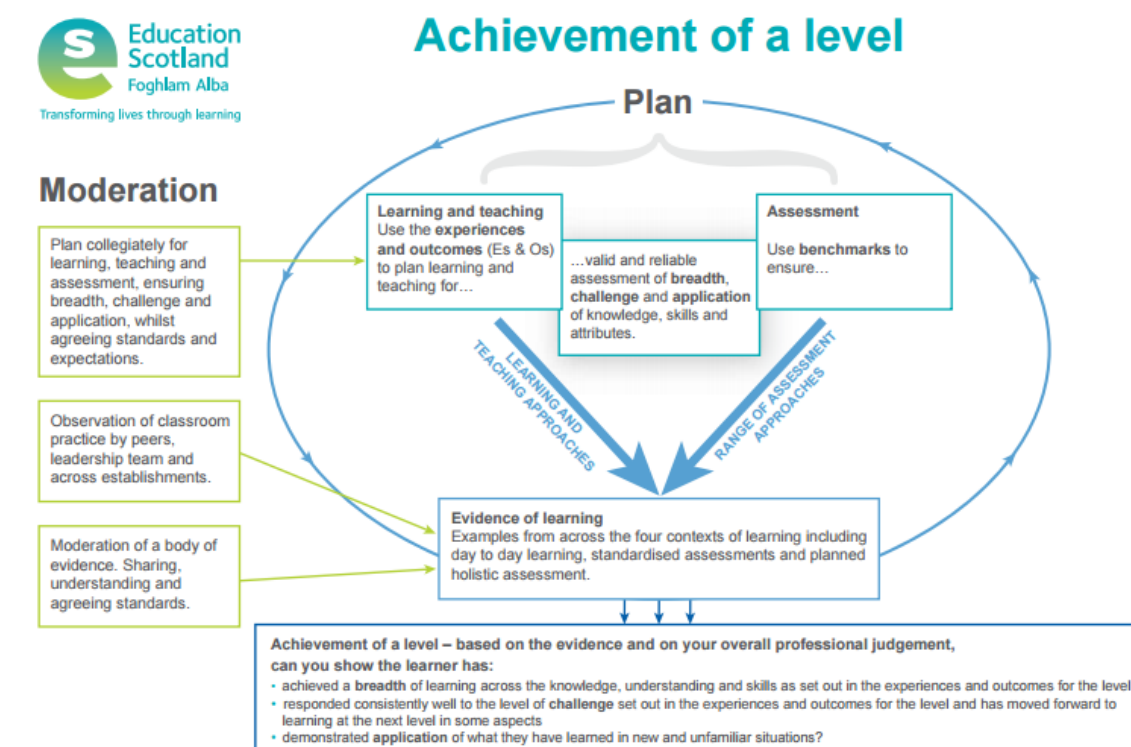 Education
Scotland
Foghlam Alba
Transforming lives through learning
Achievement of a level
Plan
Moderation
Plan collegiately for
learning, teaching and
assessment, ensuring
breadth, challenge and
application, whilst
agreeing standards and
expectations.
Observation of classroom
practice by peers,
leadership team and
across establishments.
Moderation of a body of
evidence. Sharing,
understanding and
agreeing standards.
Learning and teaching
Use the experiences
and outcomes (Es & Os)
to plan learning and
teaching for…
…valid and reliable
assessment of breadth,
challenge and application
of knowledge, skills and
attributes.
Assessment
Use benchmarks to
ensure…
LEARNING AND
TEACHING APPROACHES
RANGE OF ASSESSMENT
APPROACHES
Evidence of learning
Examples from across the four contexts of learning including
day to day learning, standardised assessments and planned
holistic assessment.
Achievement of a level – based on the evidence and on your overall professional judgement,
can you show the learner has:
• achieved a breadth of learning across the knowledge, understanding and skills as set out in the experiences and outcomes for the level
• responded consistently well to the level of challenge set out in the experiences and outcomes for the level and has moved forward to
learning at the next level in some aspects
• demonstrated application of what they have learned in new and unfamiliar situations?